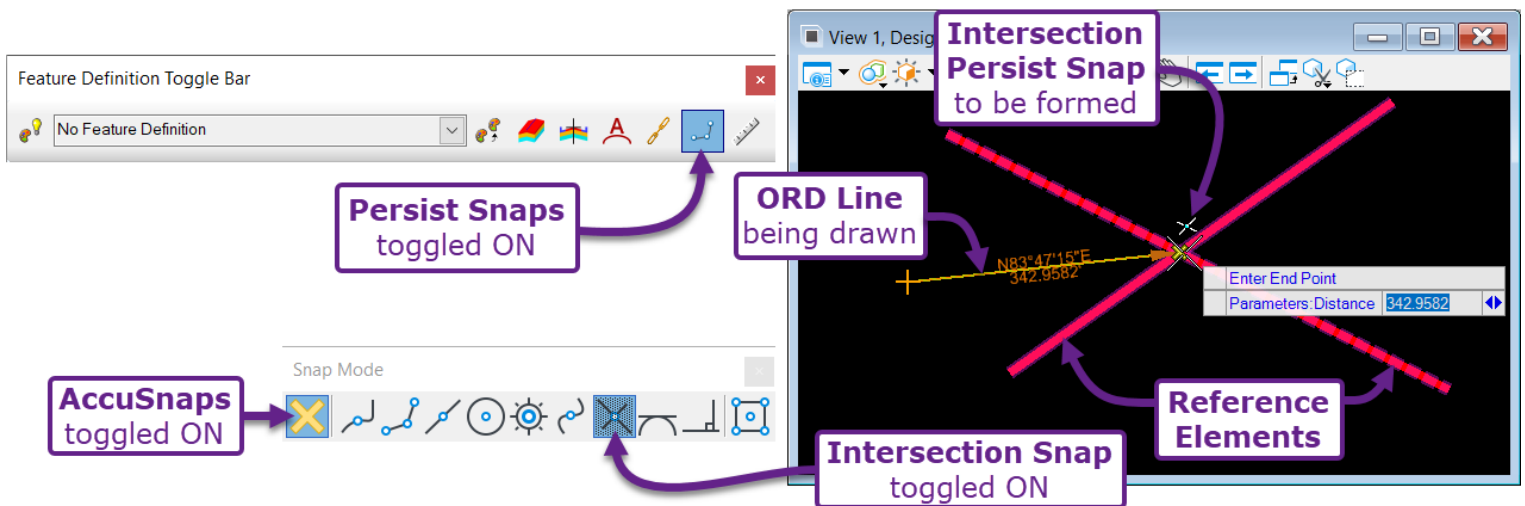 Feature Definition Toggle Bar
No Feature Definition
Persist Snaps
toggled ON
Snap Mode
AccuSnaps
toggled ON
Intersection Snap
toggled ON
View 1, Desig
Intersection
Persist Snap
to be formed
ORD Line
being drawn
N83°47'15"E
342.9582'
Enter End Point
Parameters:Distance 342.9582
Reference
Elements